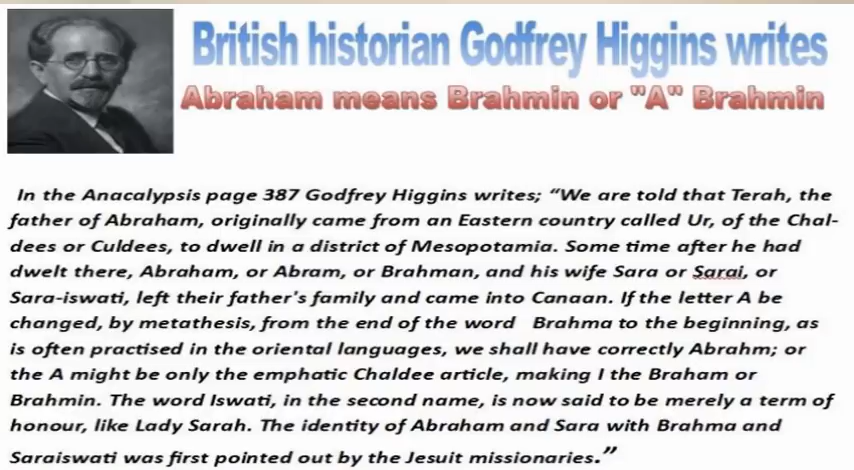 British historian Godfrey Higgins writes
Abraham means Brahmin or "A" Brahmin
In the Anacalypsis page 387 Godfrey Higgins writes; “We are told that Terah, the
father of Abraham, originally came from an Eastern country called Ur, of the Chal-
dees or Culdees, to dwell in a district of Mesopotamia. Some time after he had
dwelt there, Abraham, or Abram, or Brahman, and his wife Sara or Sarai, or
Sara-iswati, left their father's family and came into Canaan. If the letter A be
changed, by metathesis, from the end of the word Brahma to the beginning, as
is often practised in the oriental languages, we shall have correctly Abrahm; or
the A might be only the emphatic Chaldee article, making I the Braham or
Brahmin. The word Iswati, in the second name, is now said to be merely a term of
honour, like Lady Sarah. The identity of Abraham and Sara with Brahma and
Saraiswati was first pointed out by the Jesuit missionaries.”